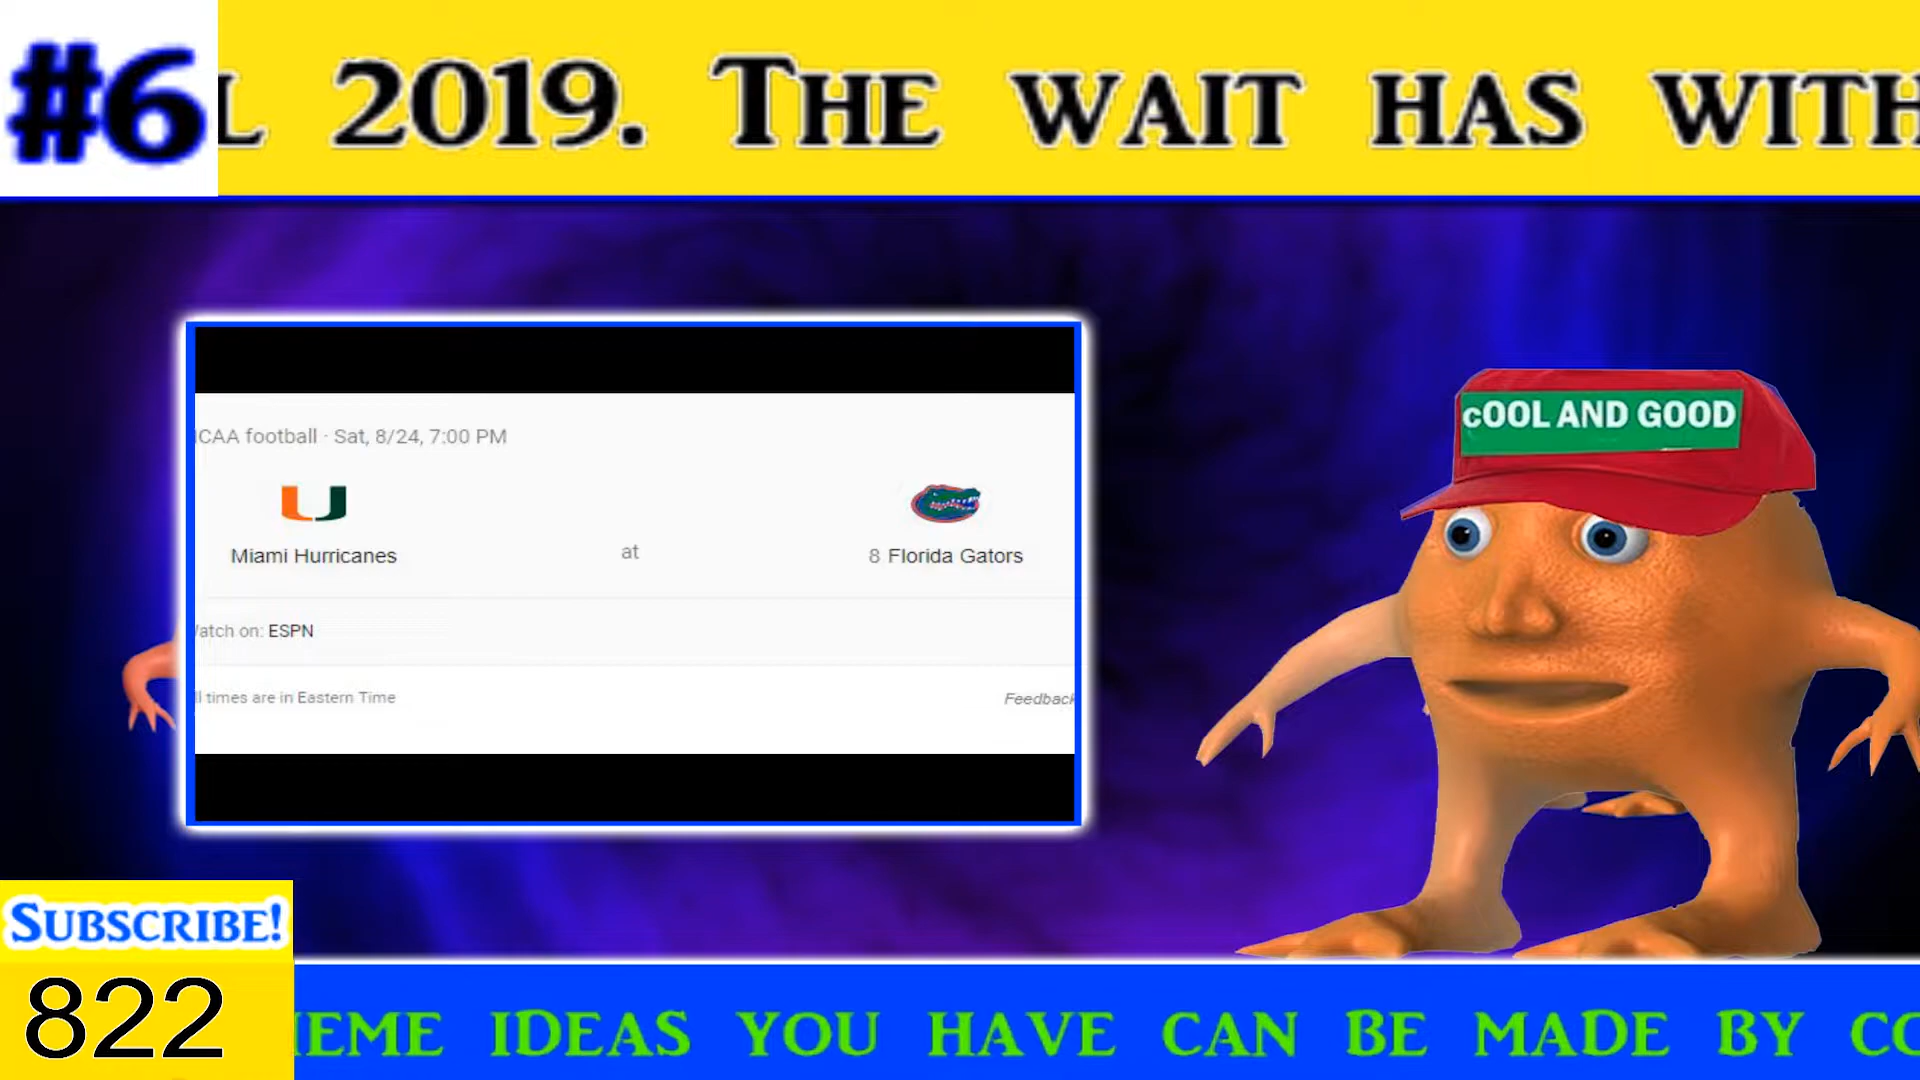 #6
L 2019. THE WAIT HAS WITH
cOOL AND GOOD
CAA football · Sat, 8/24, 7:00 PM
Miami Hurricanes
at
8 Florida Gators
atch on: ESPN
ll times are in Eastern Time
Feedback
SUBSCRIBE!
822
EME IDEAS YOU HAVE CAN BE MADE BY CO